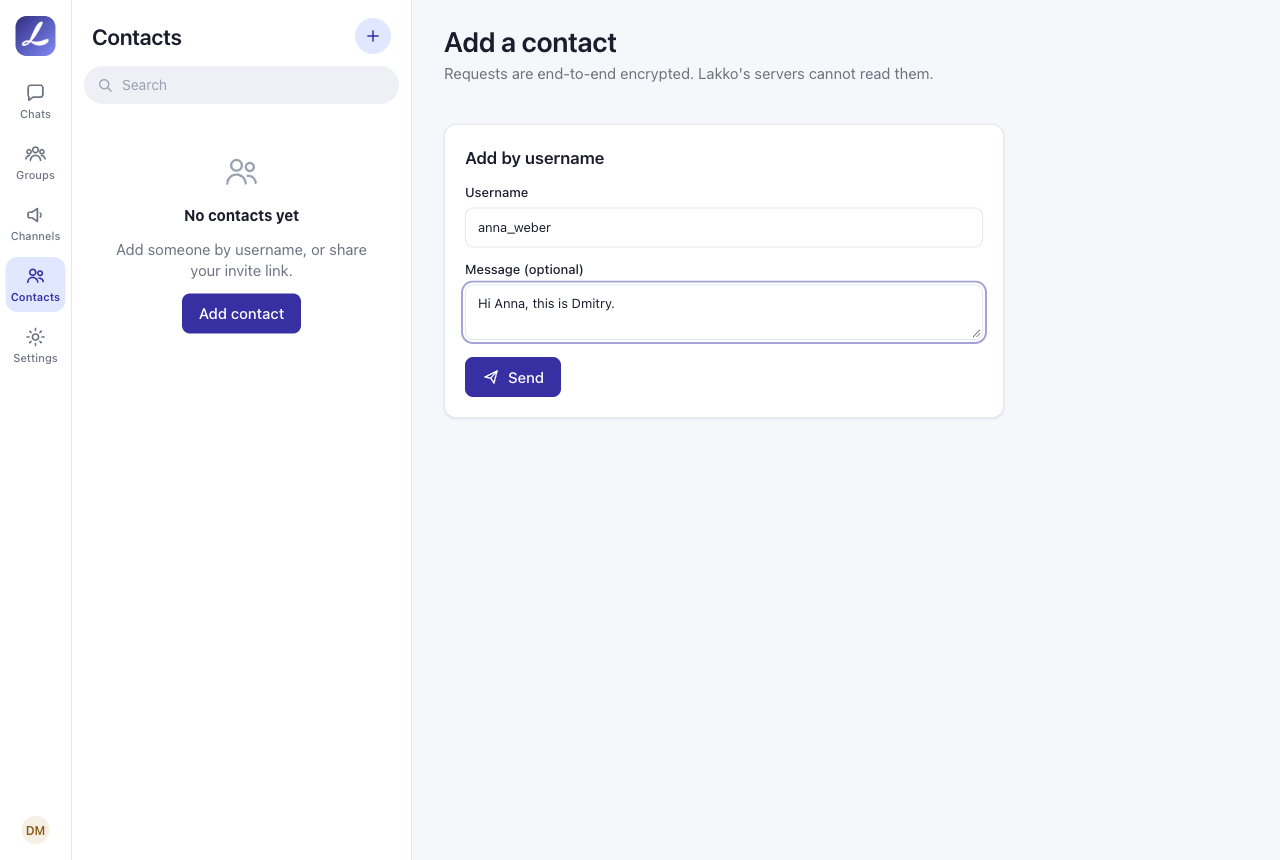 Chats
Groups
Channels
Contacts
Settings
DM
Contacts
Search
No contacts yet
Add someone by username, or share
your invite link.
Add contact
Add a contact
Requests are end-to-end encrypted. Lakko's servers cannot read them.
Add by username
Username
anna_weber
Message (optional)
Hi Anna, this is Dmitry.
Send